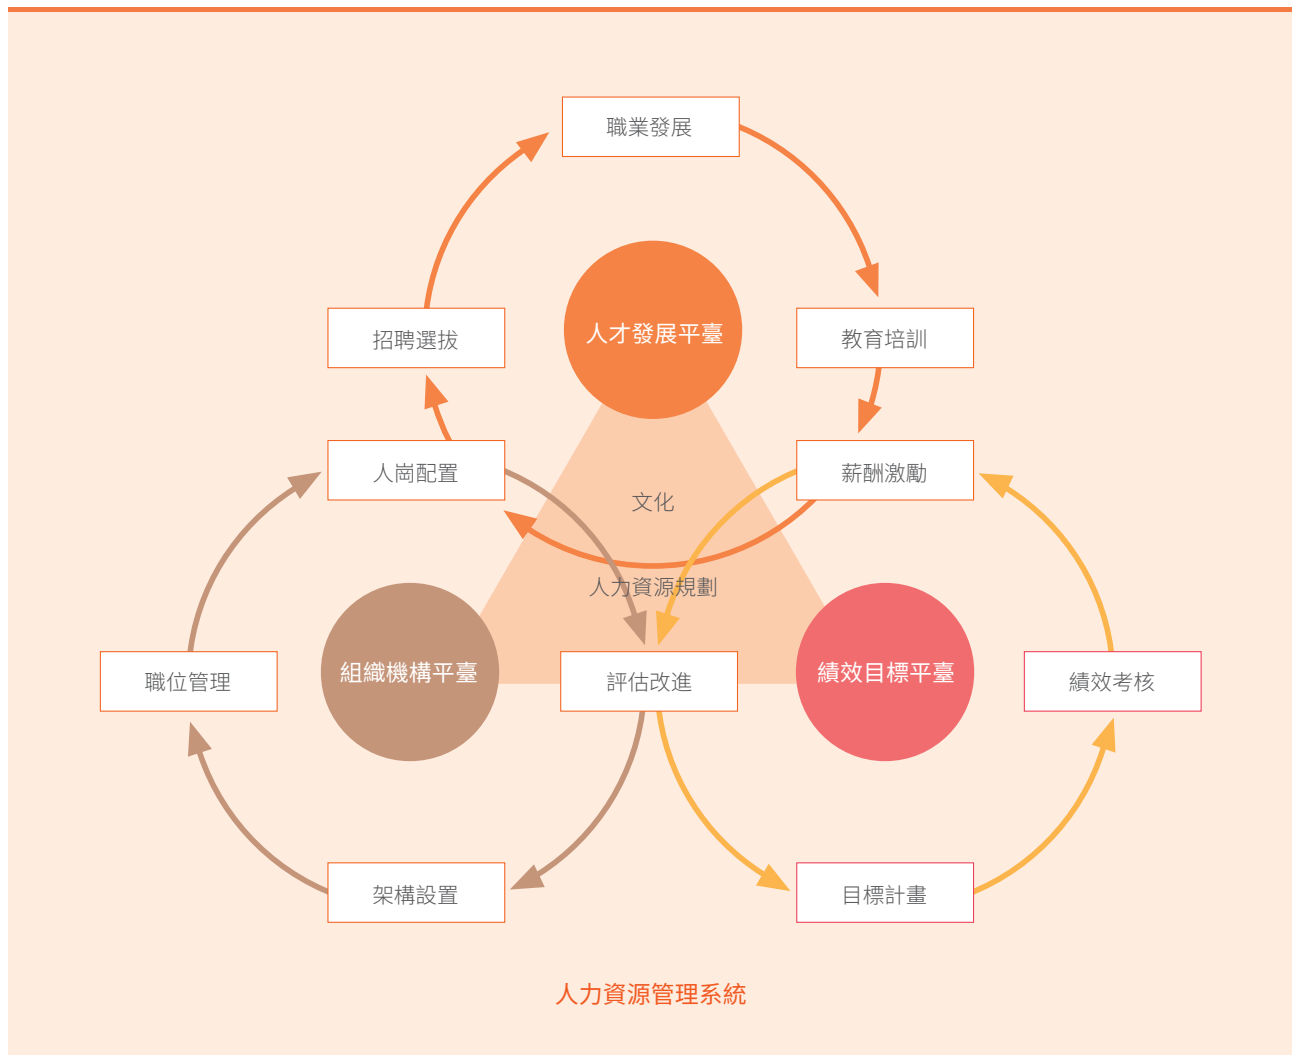 職業發展
人才發展平臺
招聘選拔
教育培訓
人崗配置
薪酬激勵
文化
人力資源規劃
組織機構平臺
績效目標平臺
職位管理
評估改進
績效考核
架構設置
目標計畫
人力資源管理系統